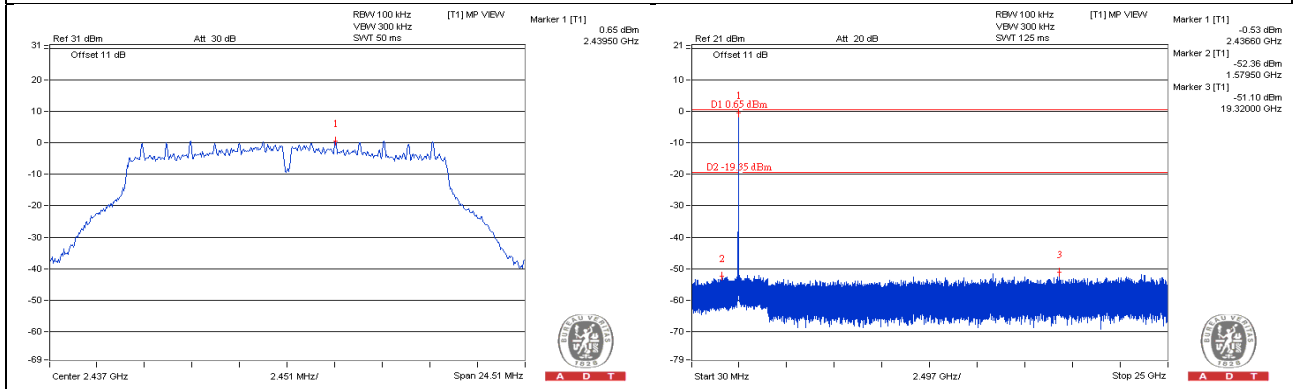 RBW 100 kHz [T1] MP VIEW
VBW 300 kHz
Ref 31 dBm Att 30 dB SWT 50 ms
Marker 1 [T1]
0.65 dBm
2.43950 GHz
31
Offset 11 dB
20
10
1
0
-10
-20
-30
-40
-50
-60
-69
Center 2.437 GHz 2.451 MHz/ Span 24.51 MHz
BUREAU VERITAS
1828
A D T
RBW 100 kHz [T1] MP VIEW
VBW 300 kHz
Ref 21 dBm Att 20 dB SWT 125 ms
Marker 1 [T1]
-0.53 dBm
2.43660 GHz
Marker 2 [T1]
-52.36 dBm
1.57950 GHz
Marker 3 [T1]
-51.10 dBm
19.32000 GHz
21
Offset 11 dB
10
1
D1 0.65 dBm
0
-10
D2 -19.35 dBm
-20
-30
-40
2
3
-50
-60
-70
-79
Start 30 MHz 2.497 GHz/ Stop 25 GHz
BUREAU VERITAS
1828
A D T